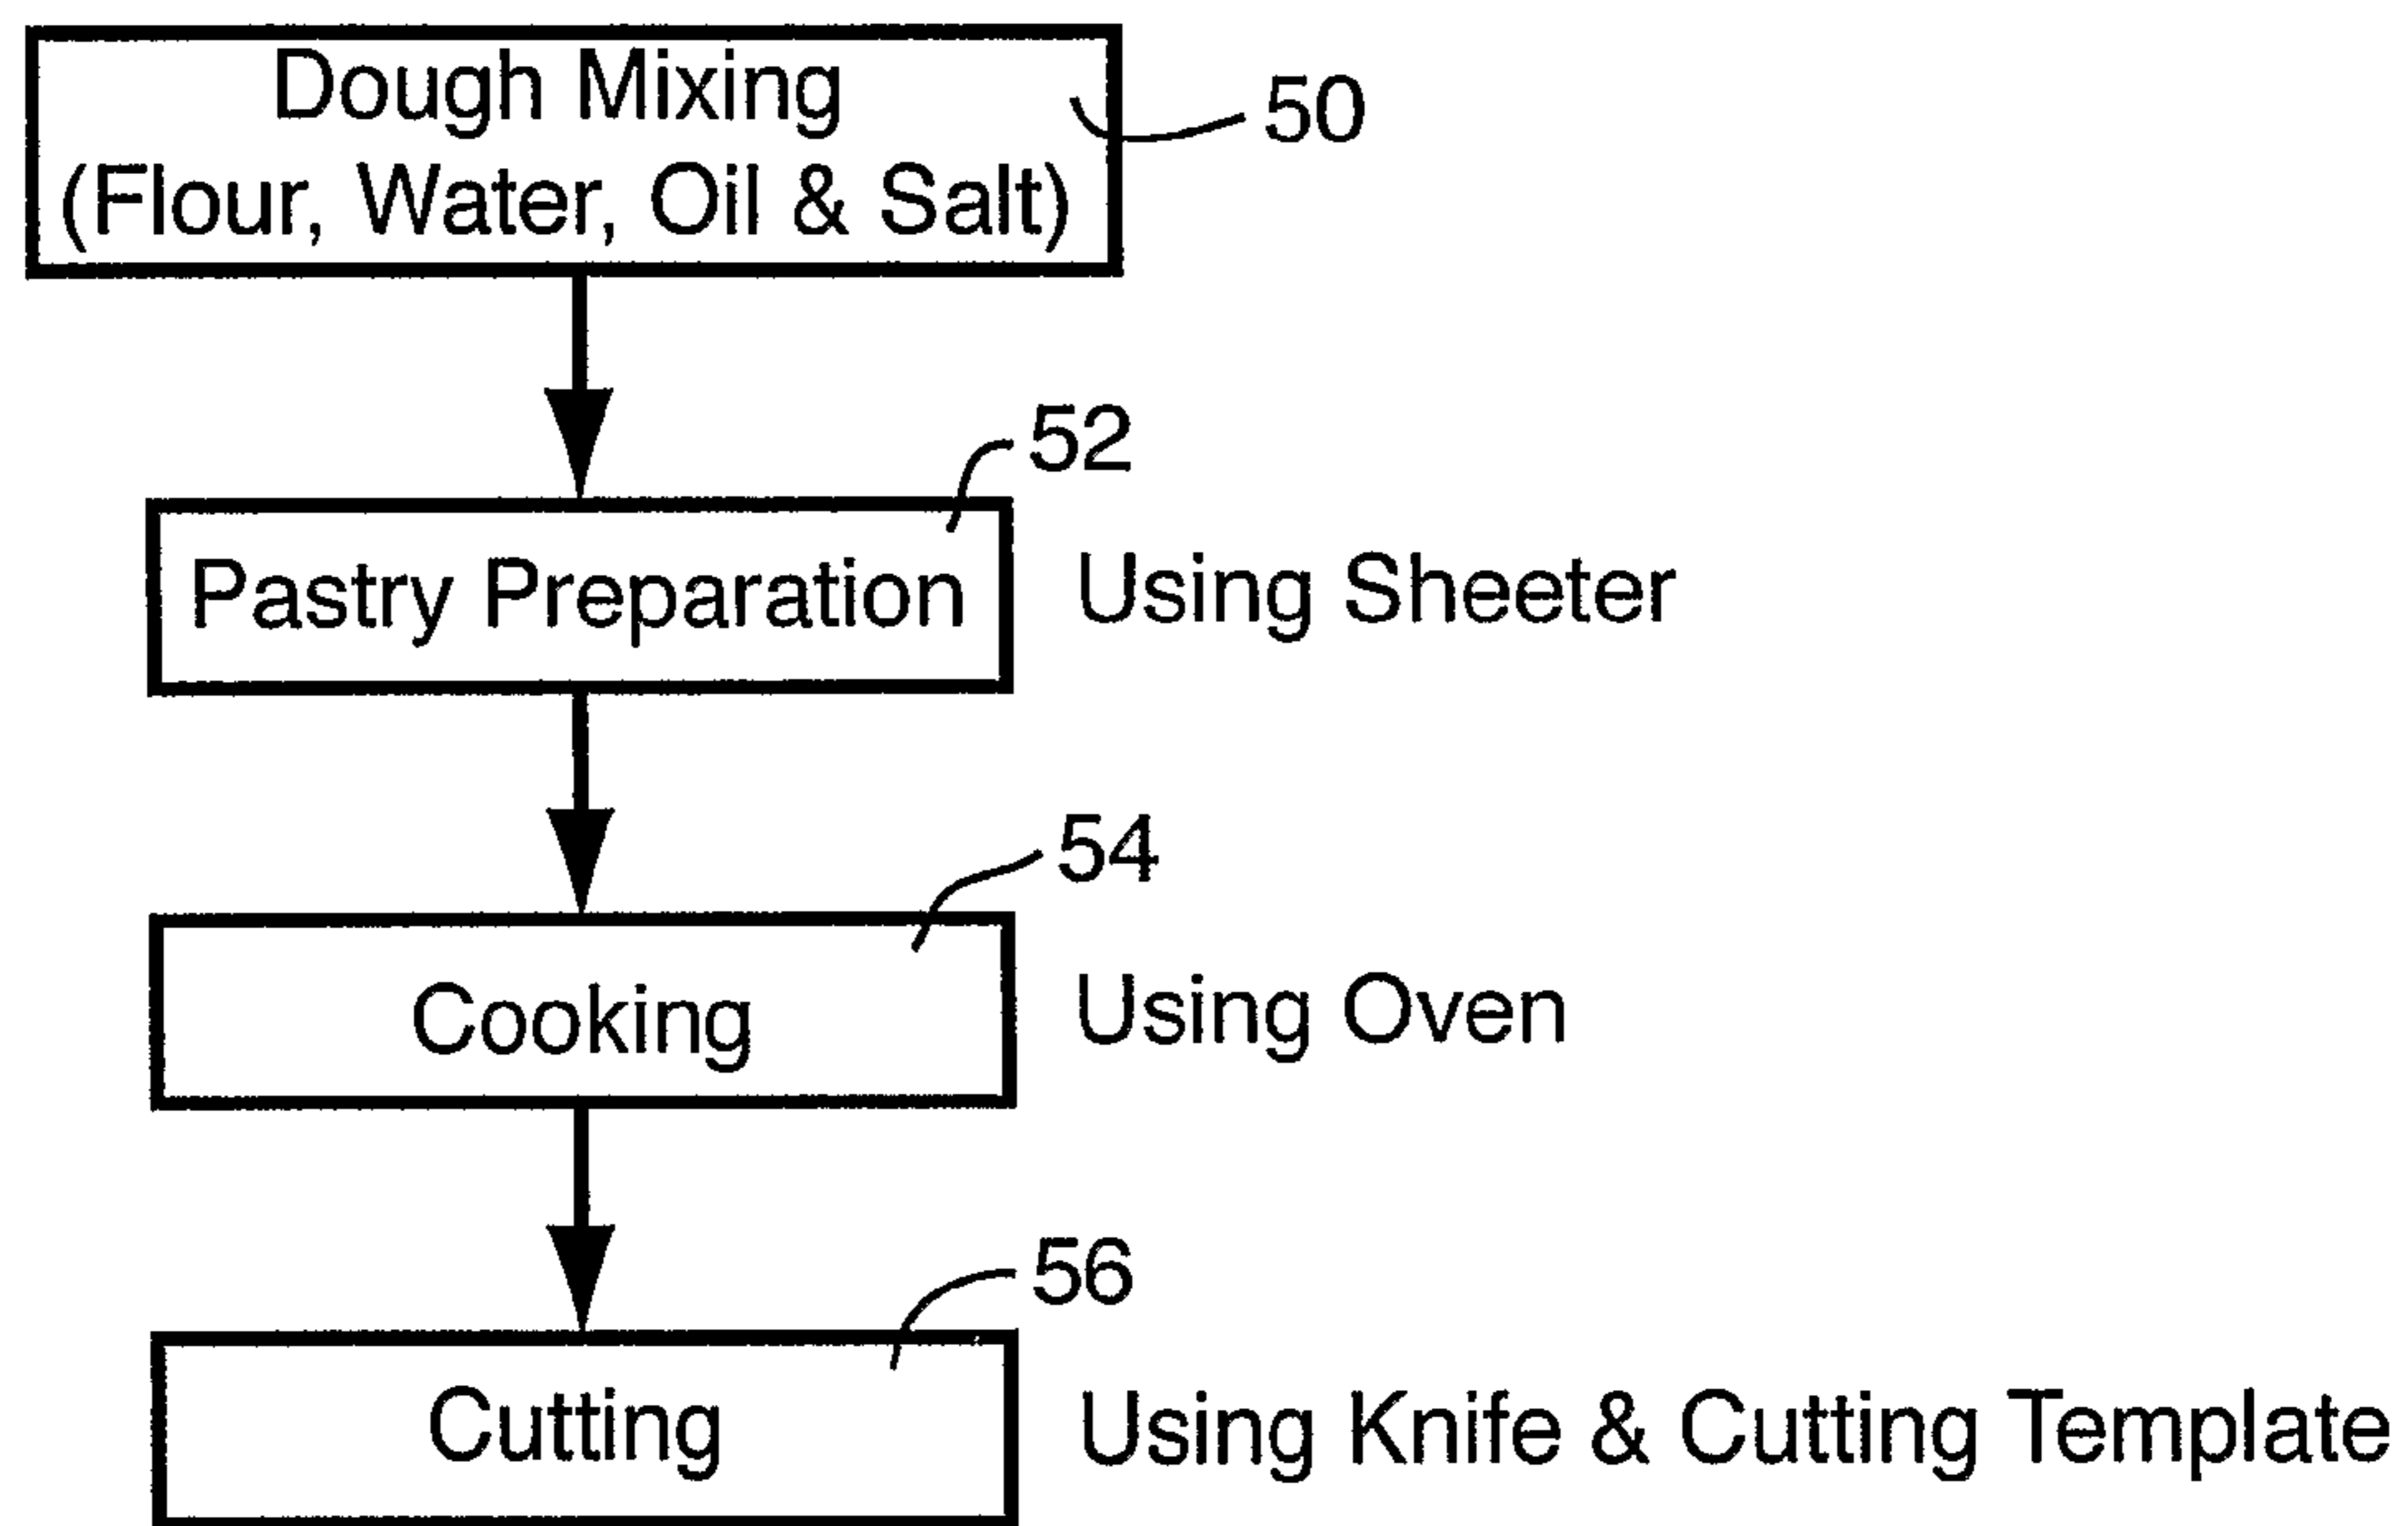 Dough Mixing
(Flour, Water, Oil & Salt)
50
52
Pastry Preparation
Using Sheeter
54
Cooking
Using Oven
56
Cutting
Using Knife & Cutting Template